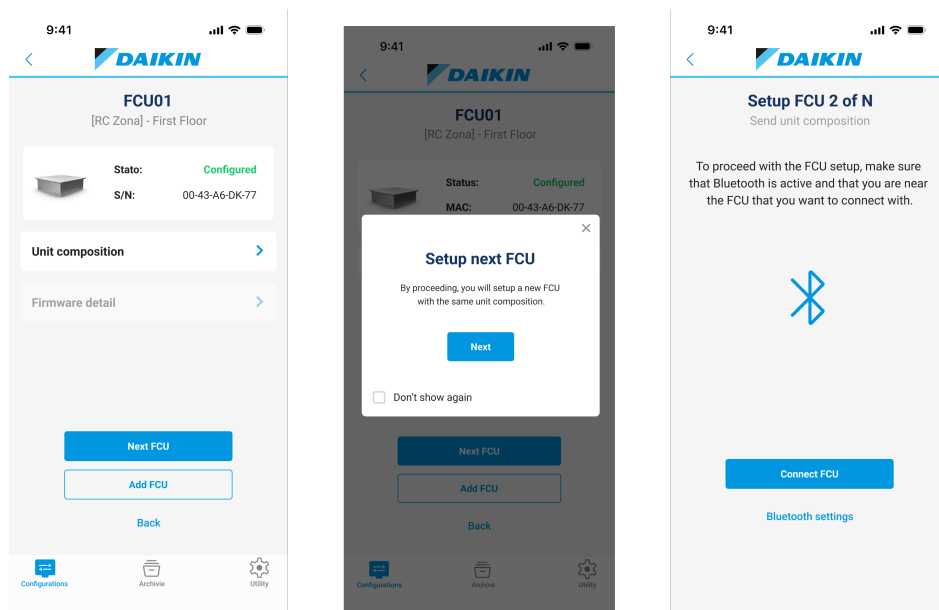 9:41
DAIKIN
FCU01
[RC Zona] - First Floor
Stato: Configured
S/N: 00-43-A6-DK-77
Unit composition
Firmware detail
Next FCU
Add FCU
Back
Configurations Archivie Utility
9:41
DAIKIN
FCU01
[RC Zona] - First Floor
Status: Configured
MAC: 00-43-A6-DK-77
Setup next FCU
By proceeding, you will setup a new FCU
with the same unit composition.
Next
Don't show again
Next FCU
Add FCU
Back
Configurations Archive Utility
9:41
DAIKIN
Setup FCU 2 of N
Send unit composition
To proceed with the FCU setup, make sure
that Bluetooth is active and that you are near
the FCU that you want to connect with.
Connect FCU
Bluetooth settings